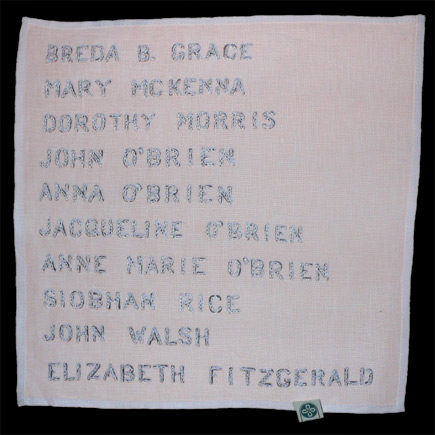 BREDA B. GRACE
MARY MCKENNA
DOROTHY MORRIS
JOHN O'BRIEN
ANNA O'BRIEN
JACQUELINE O'BRIEN
ANNE MARIE O'BRIEN
SIOBHAN RICE
JOHN WALSH
ELIZABETH FITZGERALD